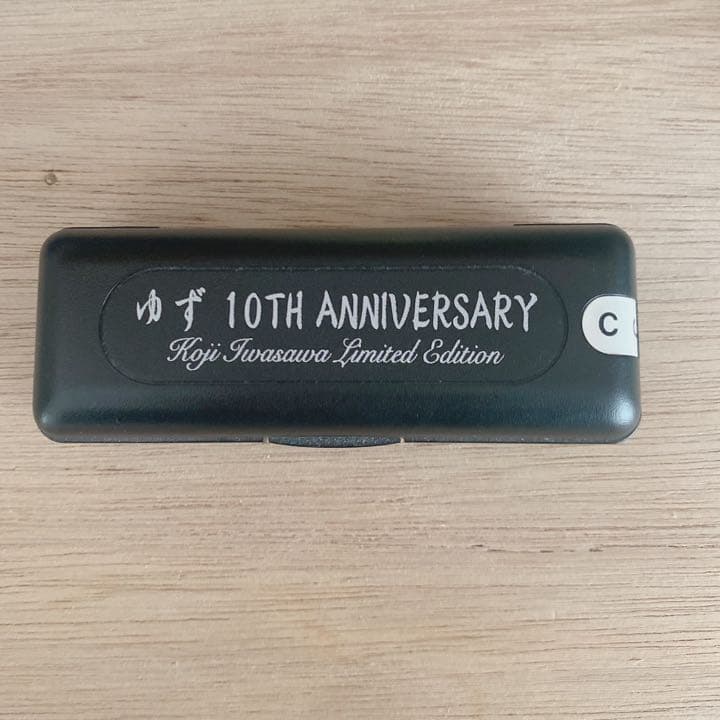 ゆず 10TH ANNIVERSARY
Koji Iwasawa Limited Edition
C